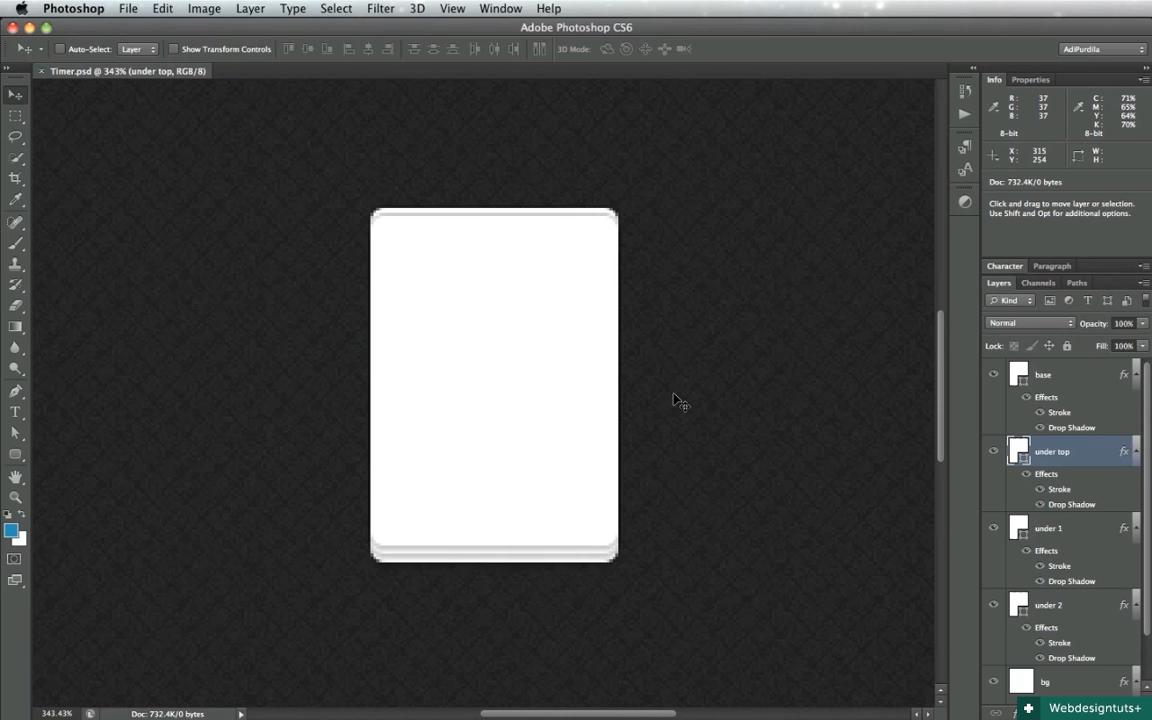 Photoshop File Edit Image Layer Type Select Filter 3D View Window Help
Adobe Photoshop CS6
Auto-Select: Layer Show Transform Controls 3D Mode: AdiPurdila
Timer.psd @ 343% (under top, RGB/8)
Info Properties
R: 37 C: 71%
G: 37 M: 65%
B: 37 Y: 64%
K: 70%
8-bit 8-bit
X: 315 W:
Y: 254 H:
Doc: 732.4K/0 bytes
Click and drag to move layer or selection.
Use Shift and Opt for additional options.
Character Paragraph
Layers Channels Paths
Kind
Normal Opacity: 100%
Lock: Fill: 100%
base fx
Effects
Stroke
Drop Shadow
under top fx
Effects
Stroke
Drop Shadow
under 1 fx
Effects
Stroke
Drop Shadow
under 2 fx
Effects
Stroke
Drop Shadow
bg
Webdesigntuts+
343.43% Doc: 732.4K/0 bytes